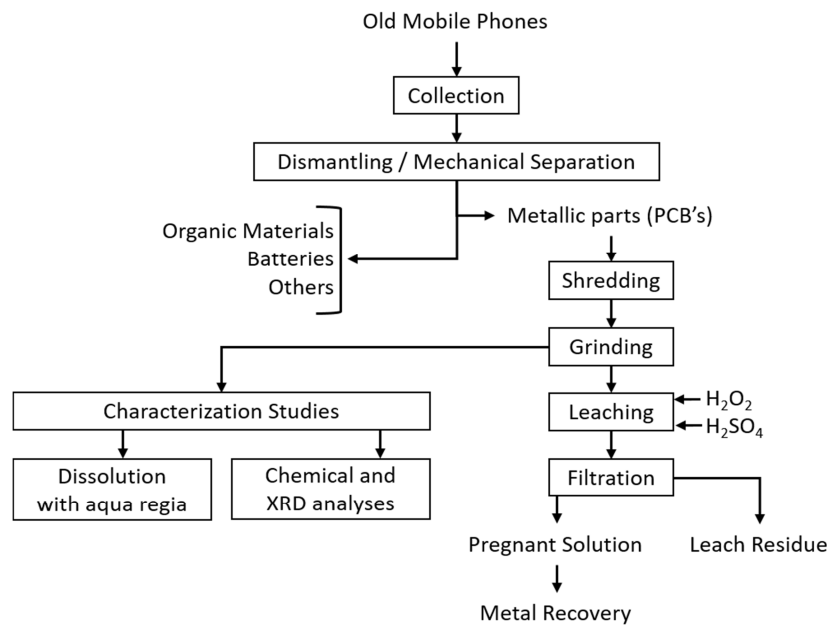 Old Mobile Phones
Collection
Dismantling / Mechanical Separation
Metallic parts (PCB's)
Organic Materials
Batteries
Others
Shredding
Grinding
Characterization Studies
Leaching
H₂O₂
H₂SO₄
Dissolution
with aqua regia
Chemical and
XRD analyses
Filtration
Pregnant Solution
Leach Residue
Metal Recovery